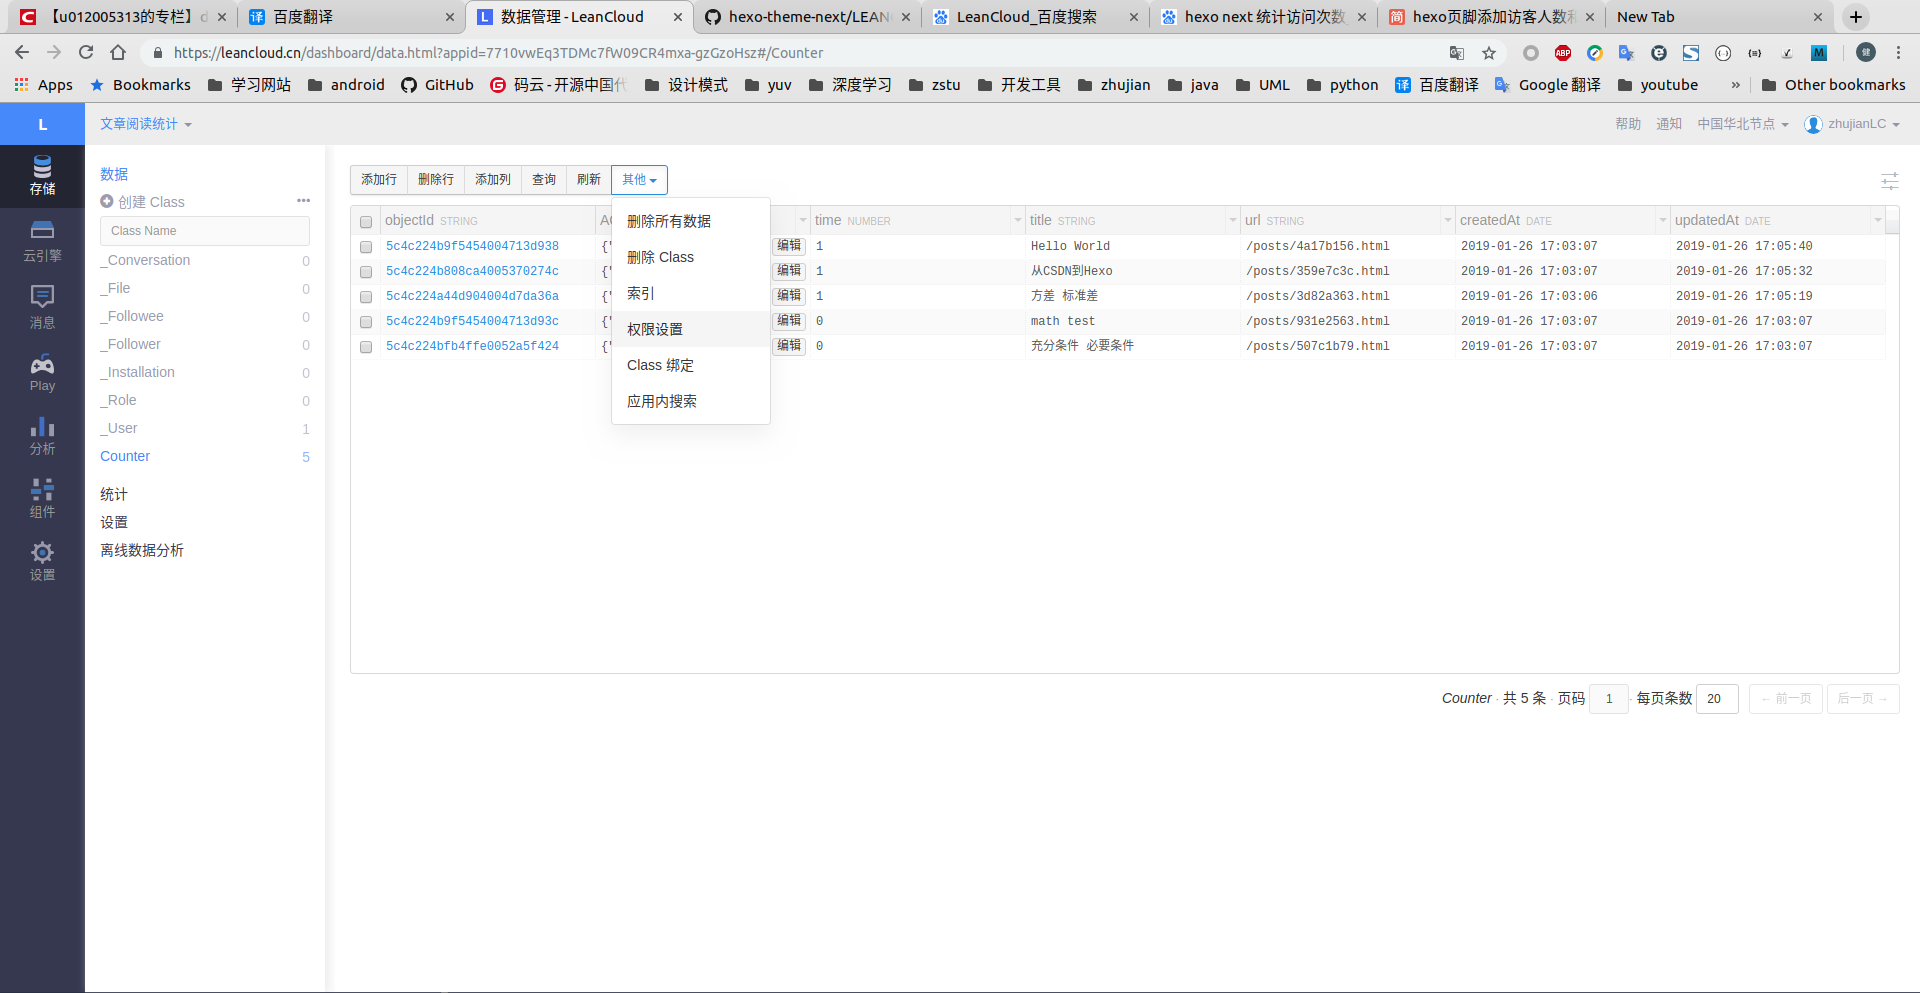 【u012005313的专栏】
百度翻译
数据管理 - LeanCloud
hexo-theme-next/LEAN
LeanCloud_百度搜索
hexo next 统计访问次数
hexo页脚添加访客人数和
New Tab
https://leancloud.cn/dashboard/data.html?appid=7710vwEq3TDMc7fW09CR4mxa-gzGzoHsz#/Counter
Apps
Bookmarks
学习网站
android
GitHub
码云 - 开源中国代
设计模式
yuv
深度学习
zstu
开发工具
zhujian
java
UML
python
百度翻译
Google 翻译
youtube
»
Other bookmarks
L
文章阅读统计
帮助
通知
中国华北节点
zhujianLC
存储
云引擎
消息
Play
分析
组件
设置
数据
创建 Class
Class Name
_Conversation 0
_File 0
_Followee 0
_Follower 0
_Installation 0
_Role 0
_User 1
Counter 5
统计
设置
离线数据分析
添加行 删除行 添加列 查询 刷新 其他
删除所有数据
删除 Class
索引
权限设置
Class 绑定
应用内搜索
objectId STRING AC time NUMBER title STRING url STRING createdAt DATE updatedAt DATE
5c4c224b9f5454004713d938 {" 编辑 1 Hello World /posts/4a17b156.html 2019-01-26 17:03:07 2019-01-26 17:05:40
5c4c224b808ca4005370274c {" 编辑 1 从CSDN到Hexo /posts/359e7c3c.html 2019-01-26 17:03:07 2019-01-26 17:05:32
5c4c224a44d904004d7da36a {" 编辑 1 方差 标准差 /posts/3d82a363.html 2019-01-26 17:03:06 2019-01-26 17:05:19
5c4c224b9f5454004713d93c {" 编辑 0 math test /posts/931e2563.html 2019-01-26 17:03:07 2019-01-26 17:03:07
5c4c224bfb4ffe0052a5f424 {" 编辑 0 充分条件 必要条件 /posts/507c1b79.html 2019-01-26 17:03:07 2019-01-26 17:03:07
Counter · 共 5 条 · 页码 1 · 每页条数 20 ← 前一页 后一页 →